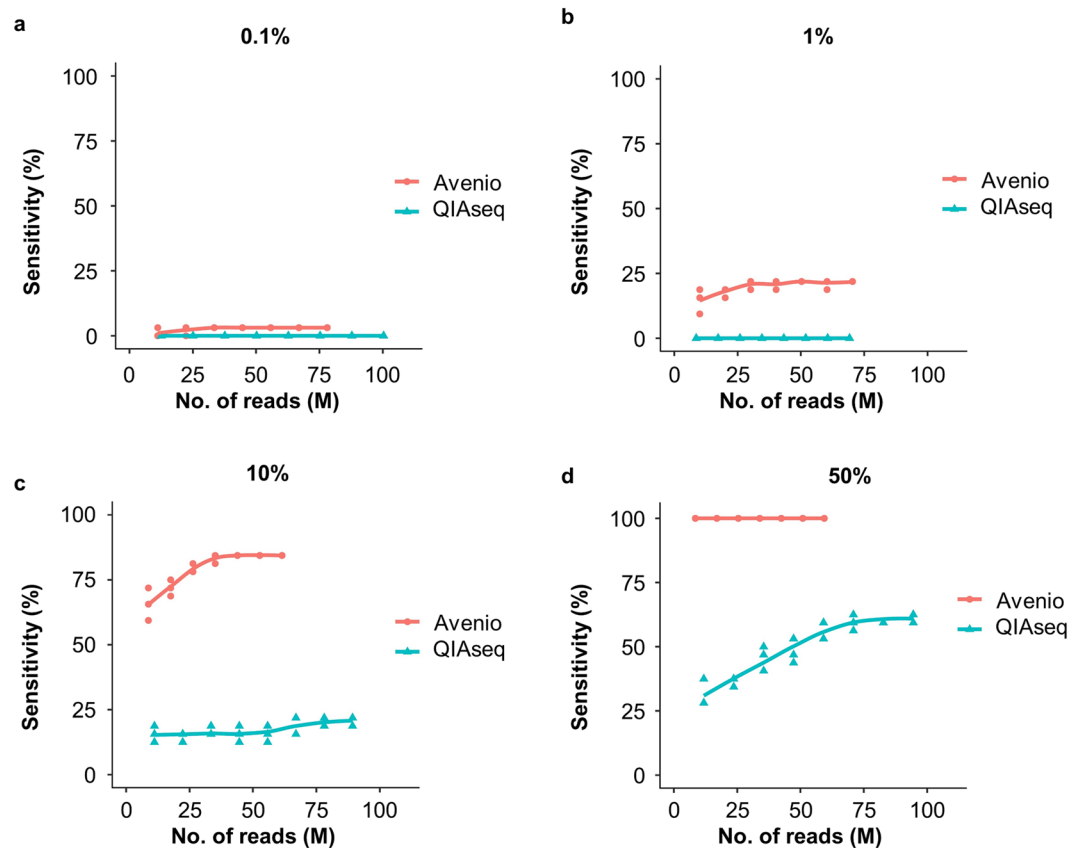 a
0.1%
100
75
50
25
0
Sensitivity (%)
0 25 50 75 100
No. of reads (M)
Avenio
QIAseq
b
1%
100
75
50
25
0
Sensitivity (%)
0 25 50 75 100
No. of reads (M)
Avenio
QIAseq
c
10%
100
75
50
25
0
Sensitivity (%)
0 25 50 75 100
No. of reads (M)
Avenio
QIAseq
d
50%
100
75
50
25
0
Sensitivity (%)
0 25 50 75 100
No. of reads (M)
Avenio
QIAseq